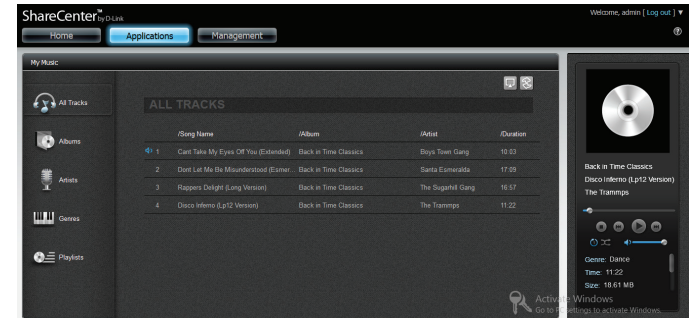 ShareCenter™ by D-Link
Welcome, admin [ Log out ] ▼
Home Applications Management
My Music
All Tracks
Albums
Artists
Genres
Playlists
ALL TRACKS
/Song Name /Album /Artist /Duration
1 Cant Take My Eyes Off You (Extended) Back in Time Classics Boys Town Gang 10:03
2 Dont Let Me Be Misunderstood (Esmer... Back in Time Classics Santa Esmeralda 17:09
3 Rappers Delight (Long Version) Back in Time Classics The Sugarhill Gang 16:57
4 Disco Inferno (Lp12 Version) Back in Time Classics The Trammps 11:22
Back in Time Classics
Disco Inferno (Lp12 Version)
The Trammps
Genre: Dance
Time: 11:22
Size: 18.61 MB
Activate Windows
Go to PC settings to activate Windows.